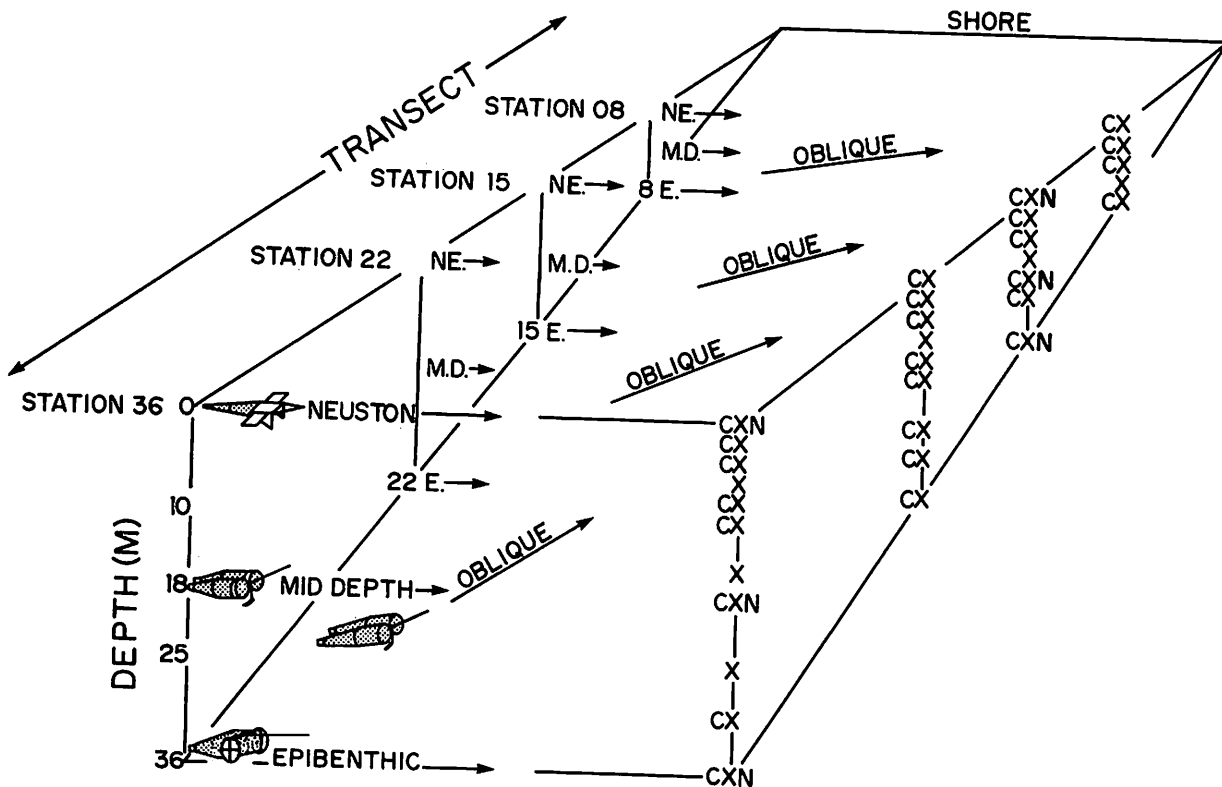 SHORE
TRANSECT
STATION 08 NE.
M.D.
8 E.
OBLIQUE
STATION 15 NE.
M.D.
15 E.
OBLIQUE
STATION 22 NE.
M.D.
22 E.
OBLIQUE
STATION 36 0 NEUSTON
10
18 MID DEPTH
OBLIQUE
25
36 EPIBENTHIC
DEPTH (M)
CX
CX
CX
X
CX
CXN
CX
CX
X
CXN
CX
CXN
CX
CX
CX
X
CX
CX
CX
CX
CX
CXN
CX
CX
X
CX
CX
X
CXN
X
CX
CXN